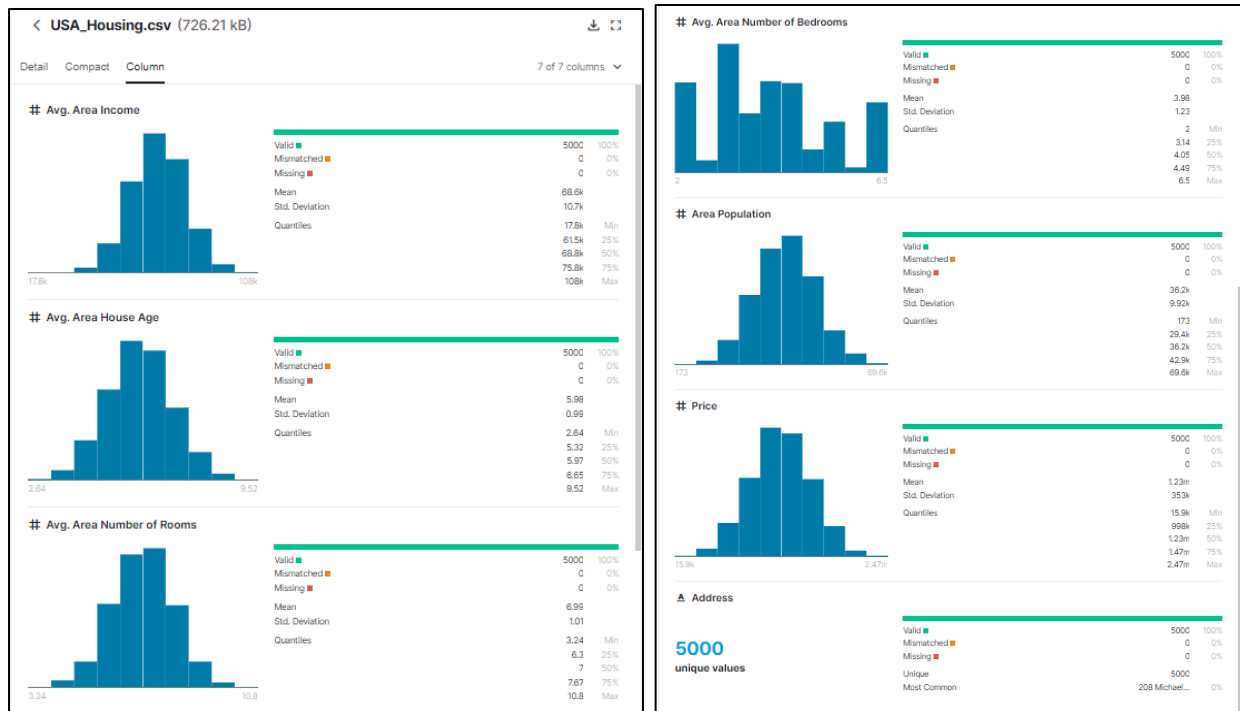 USA_Housing.csv (726.21 kB)
Detail Compact Column 7 of 7 columns
# Avg. Area Income
Valid 5000 100%
Mismatched 0 0%
Missing 0 0%
Mean 68.6k
Std. Deviation 10.7k
Quantiles 17.8k Min
61.5k 25%
68.8k 50%
75.8k 75%
108k Max
17.8k 108k
# Avg. Area House Age
Valid 5000 100%
Mismatched 0 0%
Missing 0 0%
Mean 5.98
Std. Deviation 0.99
Quantiles 2.64 Min
5.32 25%
5.97 50%
6.65 75%
9.52 Max
2.64 9.52
# Avg. Area Number of Rooms
Valid 5000 100%
Mismatched 0 0%
Missing 0 0%
Mean 6.99
Std. Deviation 1.01
Quantiles 3.24 Min
6.3 25%
7 50%
7.67 75%
10.8 Max
3.24 10.8
# Avg. Area Number of Bedrooms
Valid 5000 100%
Mismatched 0 0%
Missing 0 0%
Mean 3.98
Std. Deviation 1.23
Quantiles 2 Min
3.14 25%
4.05 50%
4.49 75%
6.5 Max
2 6.5
# Area Population
Valid 5000 100%
Mismatched 0 0%
Missing 0 0%
Mean 36.2k
Std. Deviation 9.92k
Quantiles 173 Min
29.4k 25%
36.2k 50%
42.9k 75%
69.6k Max
173 69.6k
# Price
Valid 5000 100%
Mismatched 0 0%
Missing 0 0%
Mean 1.23m
Std. Deviation 353k
Quantiles 15.9k Min
998k 25%
1.23m 50%
1.47m 75%
2.47m Max
15.9k 2.47m
A Address
5000
unique values
Valid 5000 100%
Mismatched 0 0%
Missing 0 0%
Unique 5000
Most Common 208 Michael... 0%